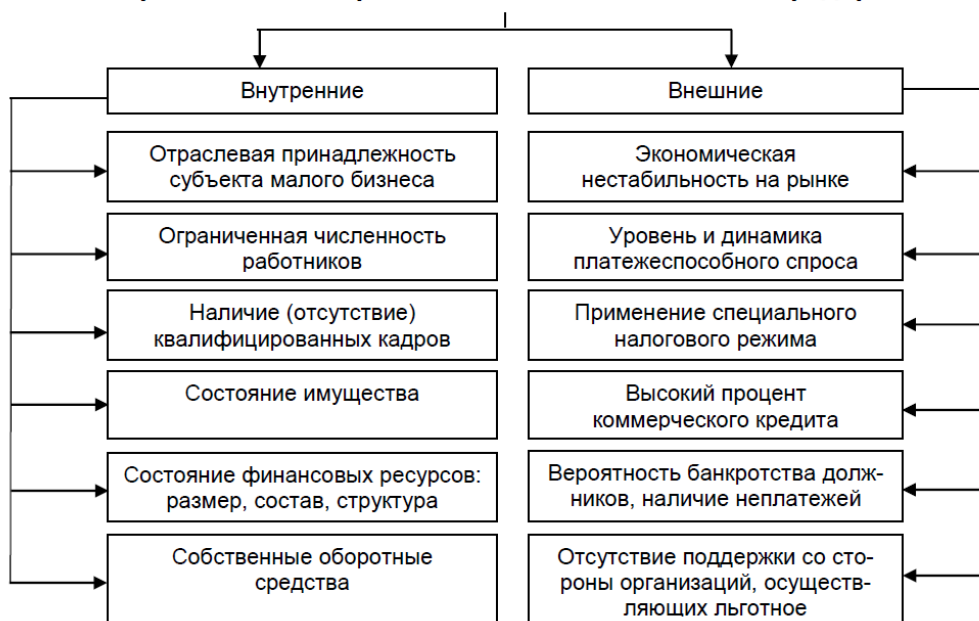 Внутренние
Внешние
Отраслевая принадлежность
субъекта малого бизнеса
Экономическая
нестабильность на рынке
Ограниченная численность
работников
Уровень и динамика
платежеспособного спроса
Наличие (отсутствие)
квалифицированных кадров
Применение специального
налогового режима
Состояние имущества
Высокий процент
коммерческого кредита
Состояние финансовых ресурсов:
размер, состав, структура
Вероятность банкротства долж-
ников, наличие неплатежей
Собственные оборотные
средства
Отсутствие поддержки со сто-
роны организаций, осуществ-
ляющих льготное